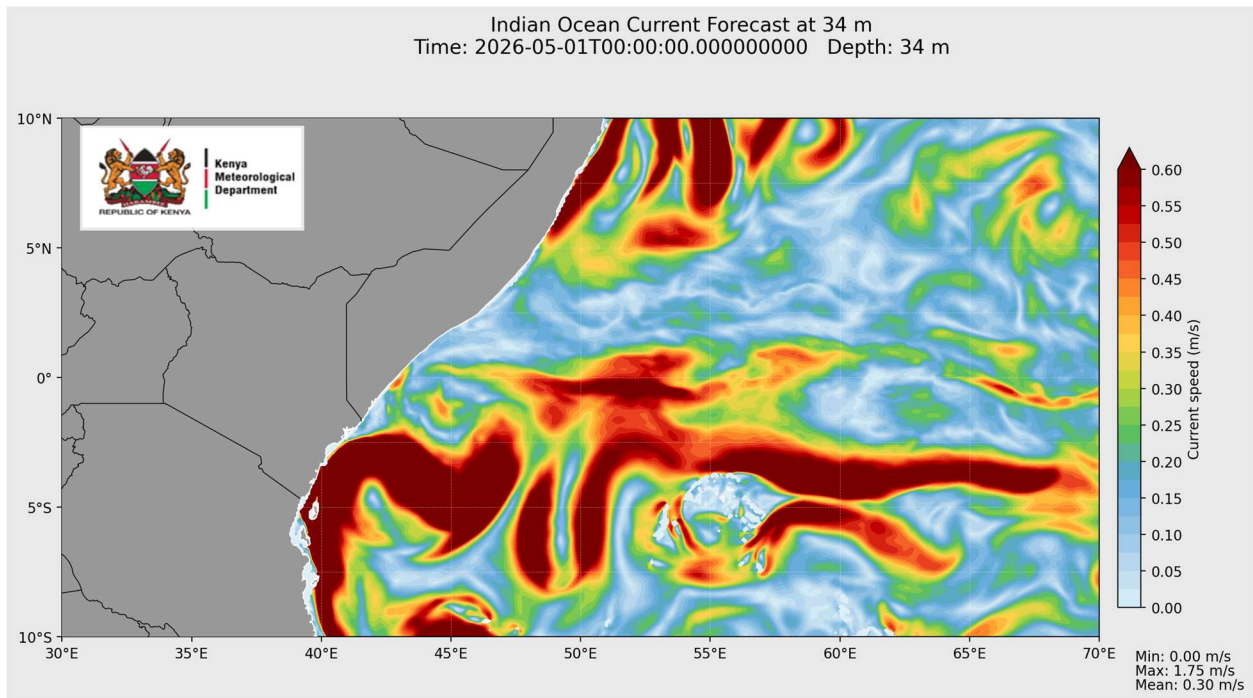 Indian Ocean Current Forecast at 34 m
Time: 2026-05-01T00:00:00.000000000   Depth: 34 m
10°N
5°N
0°
5°S
10°S
30°E
35°E
40°E
45°E
50°E
55°E
60°E
65°E
70°E
Kenya
Meteorological
Department
REPUBLIC OF KENYA
0.60
0.55
0.50
0.45
0.40
0.35
0.30
0.25
0.20
0.15
0.10
0.05
0.00
Current speed (m/s)
Min: 0.00 m/s
Max: 1.75 m/s
Mean: 0.30 m/s